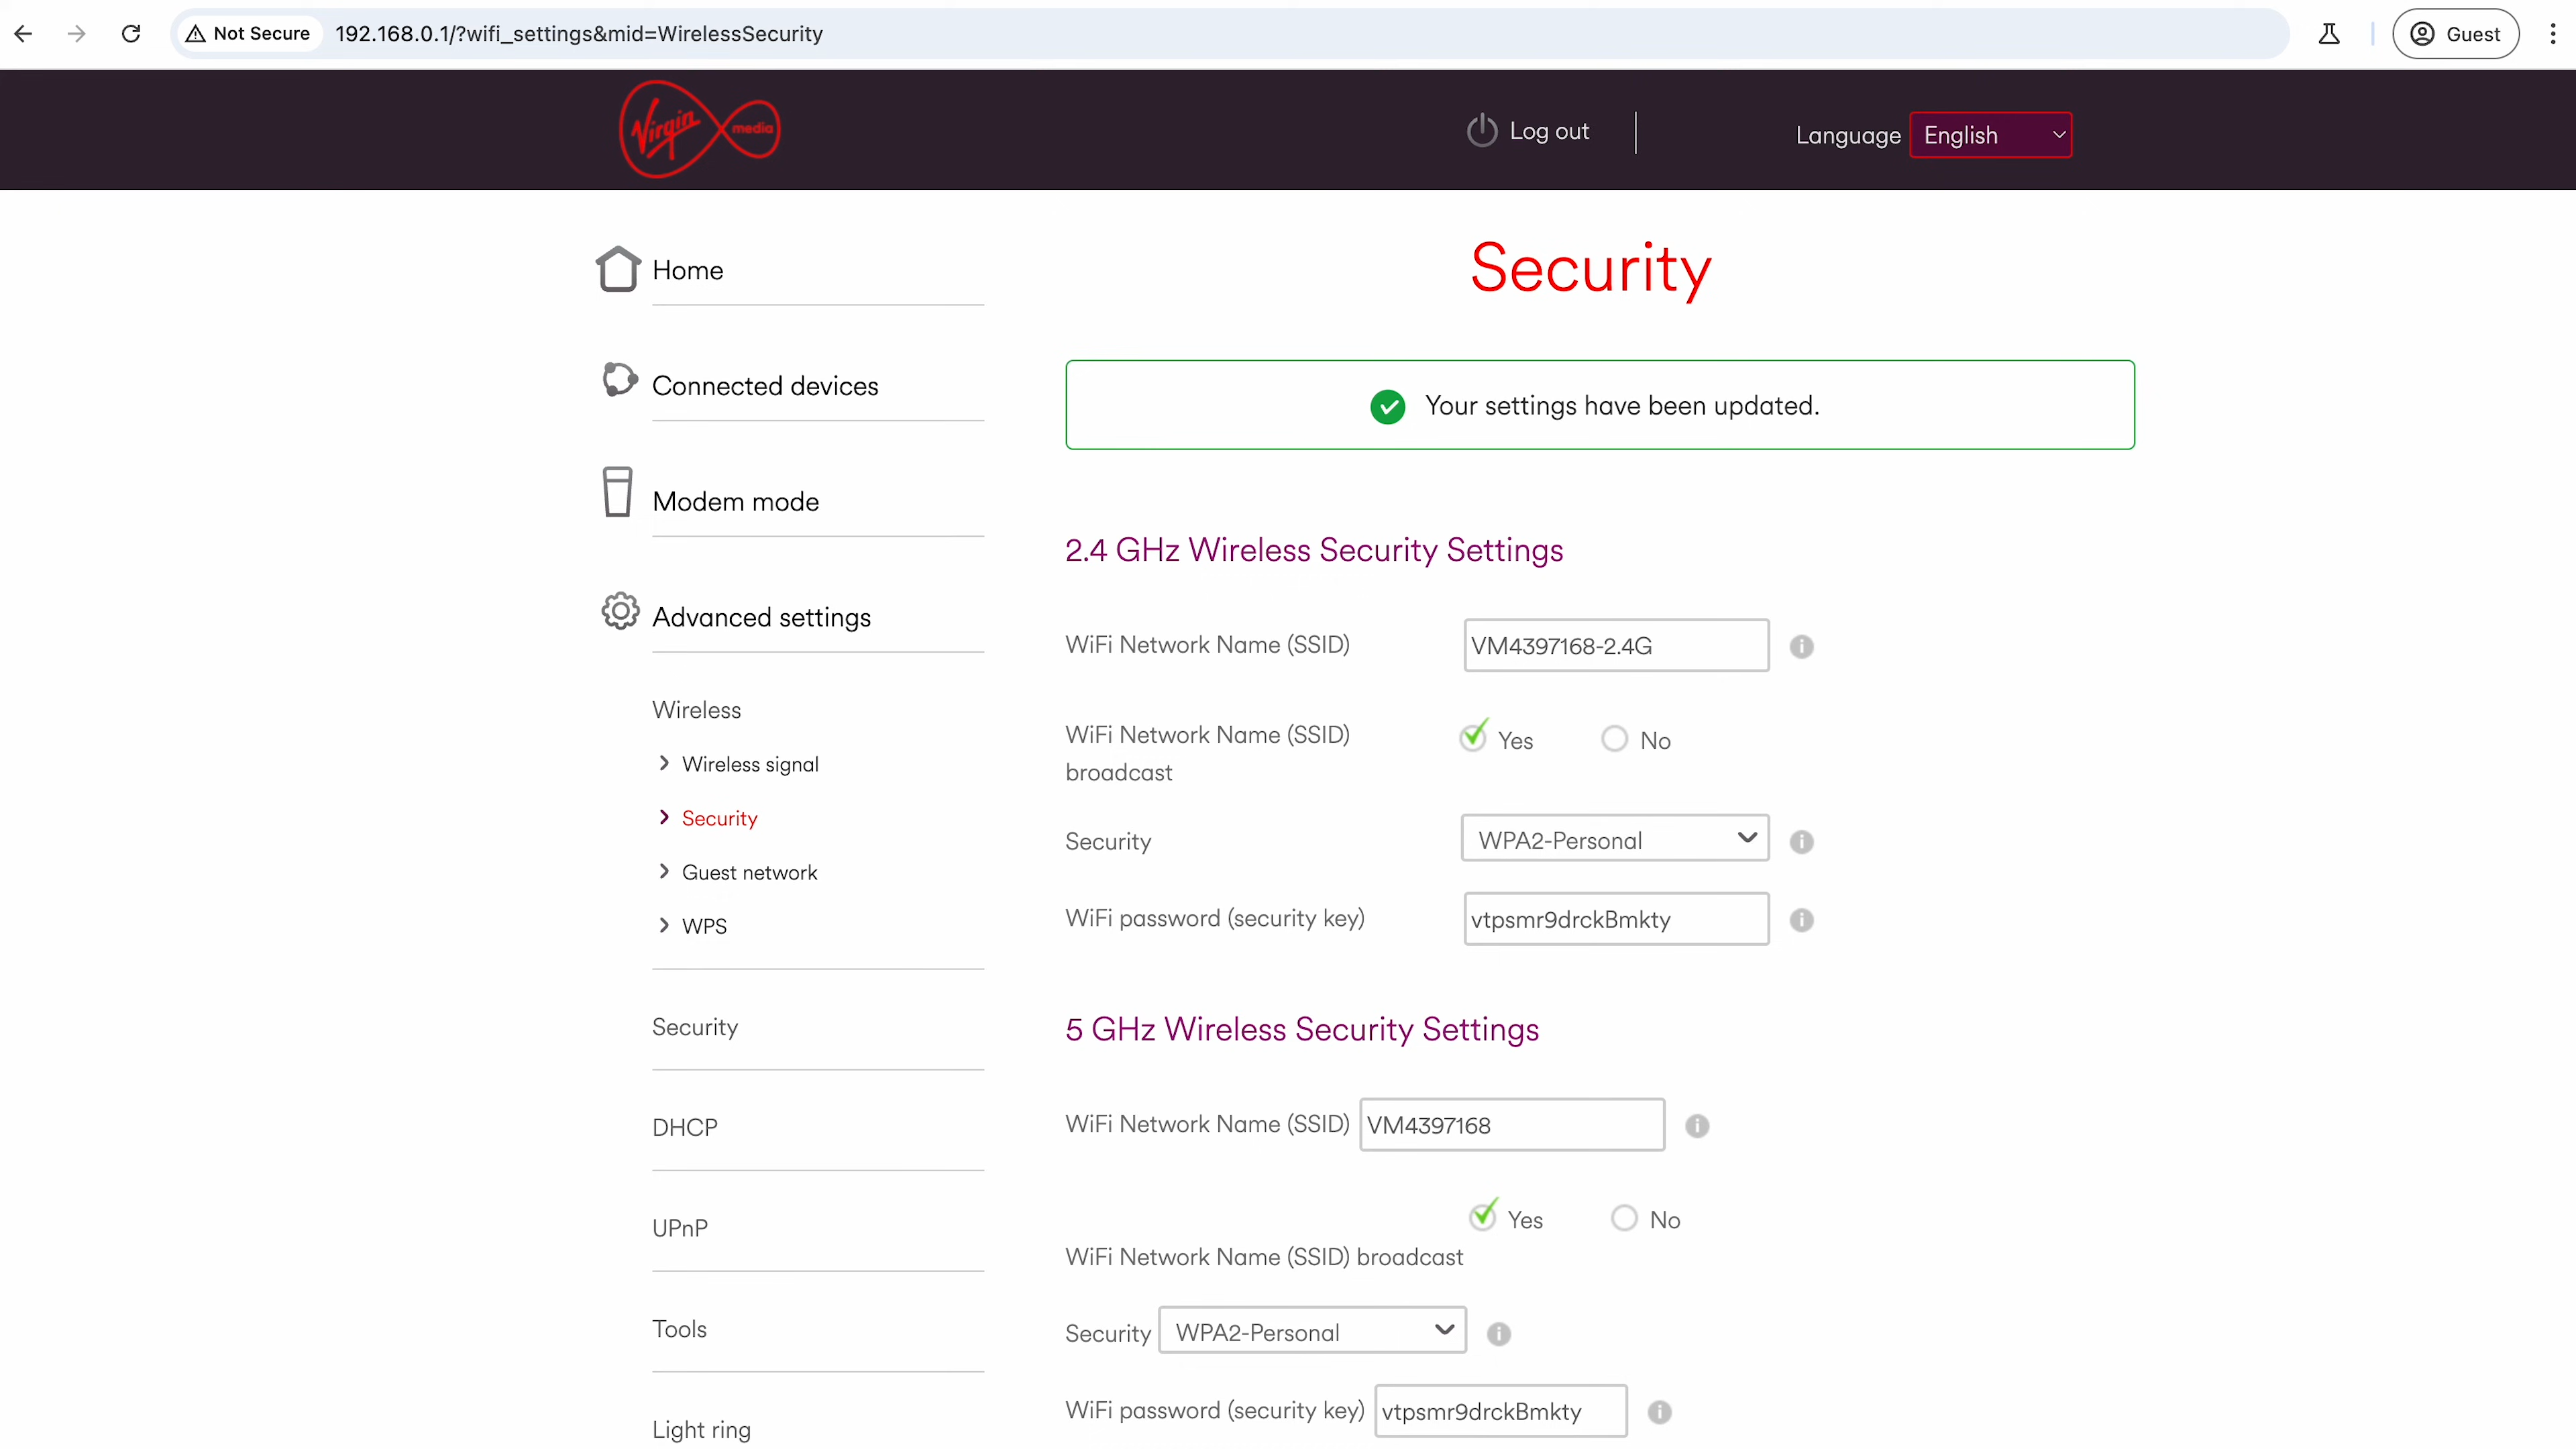 Not Secure 192.168.0.1/?wifi_settings&mid=WirelessSecurity Guest
Virgin media Log out Language English
Home
Connected devices
Modem mode
Advanced settings
Wireless
Wireless signal
Security
Guest network
WPS
Security
DHCP
UPnP
Tools
Light ring
Security
Your settings have been updated.
2.4 GHz Wireless Security Settings
WiFi Network Name (SSID) VM4397168-2.4G
WiFi Network Name (SSID)
broadcast Yes No
Security WPA2-Personal
WiFi password (security key) vtpsmr9drckBmkty
5 GHz Wireless Security Settings
WiFi Network Name (SSID) VM4397168
Yes No
WiFi Network Name (SSID) broadcast
Security WPA2-Personal
WiFi password (security key) vtpsmr9drckBmkty